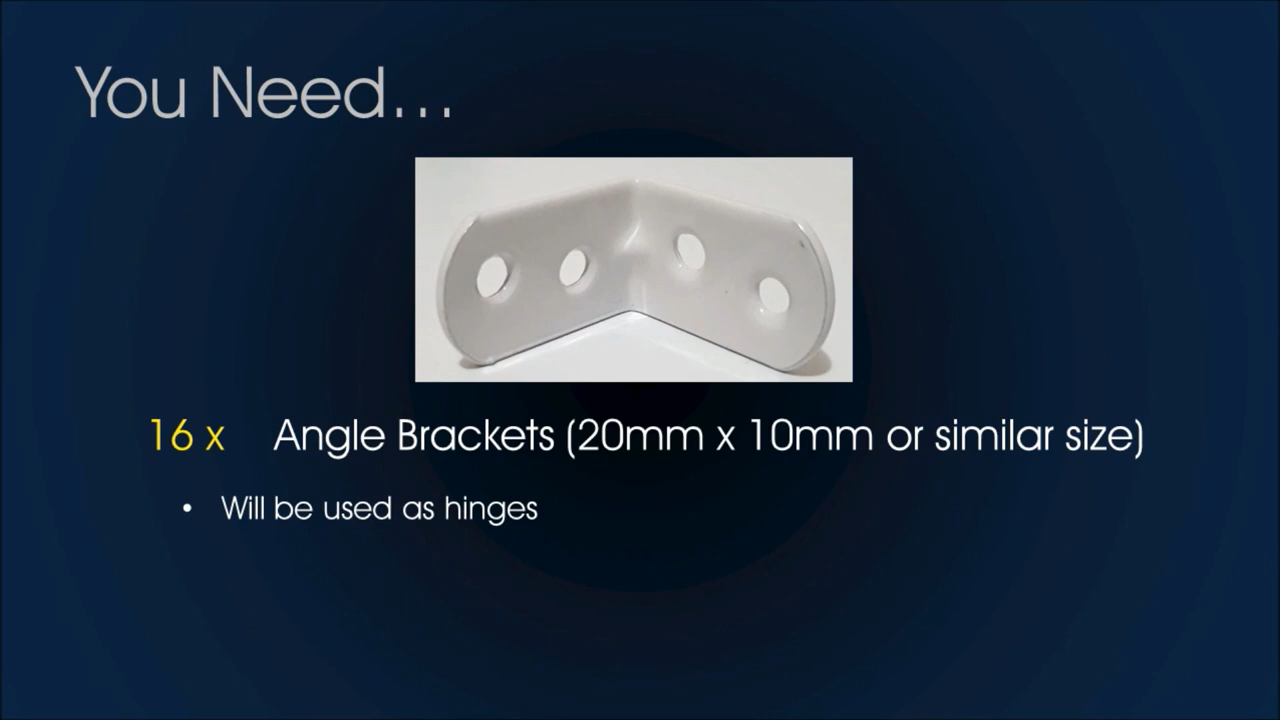 You Need...
16 x Angle Brackets (20mm x 10mm or similar size)
• Will be used as hinges